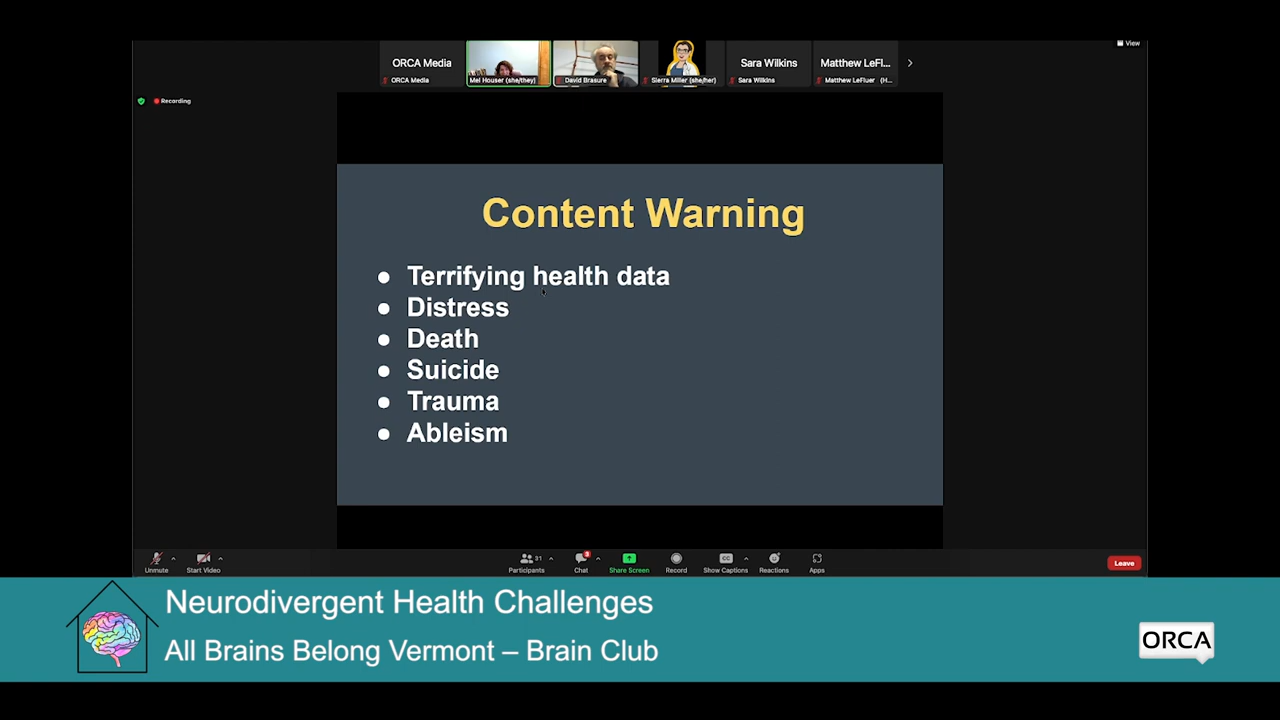 View
ORCA Media
Sara Wilkins
Matthew LeFl...
ORCA Media
Mel Houser (she/they)
David Brasure
Sierra Miller (she/her)
Sara Wilkins
Matthew LeFluer (H...
Recording
Content Warning
● Terrifying health data
● Distress
● Death
● Suicide
● Trauma
● Ableism
31
3
CC
Unmute
Start Video
Participants
Chat
Share Screen
Record
Show Captions
Reactions
Apps
Leave
Neurodivergent Health Challenges
All Brains Belong Vermont – Brain Club
ORCA